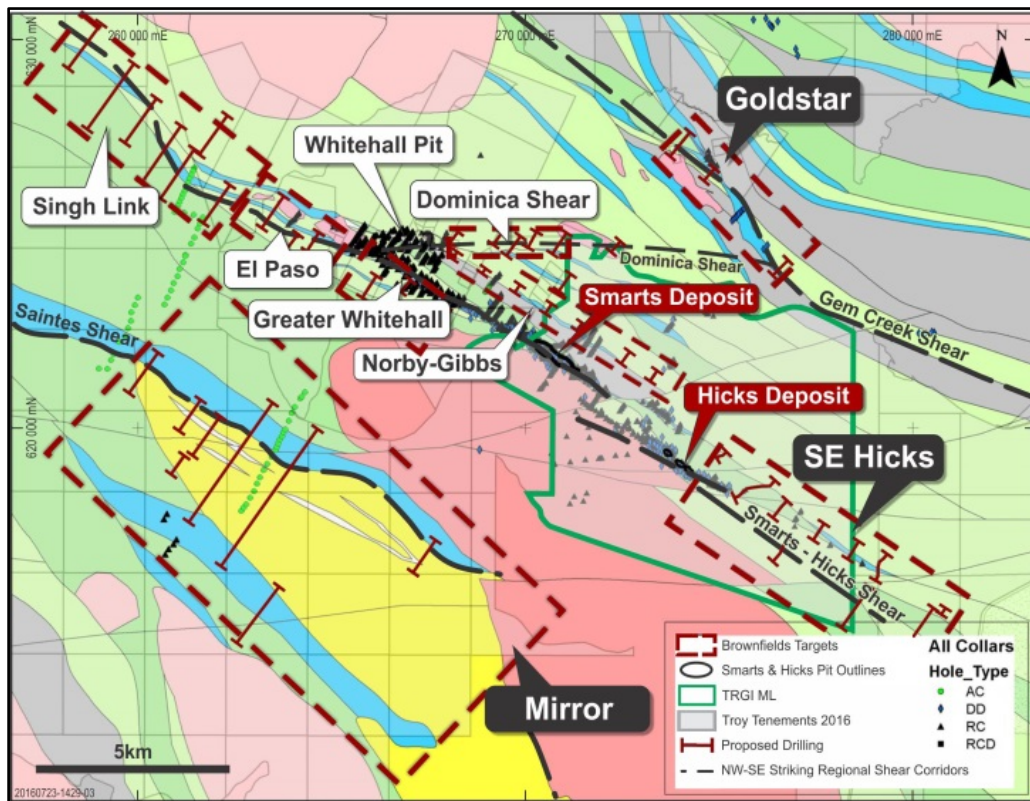 260 000 mE
270 000 mE
280 000 mE
N
630 000 mN
Goldstar
Whitehall Pit
Dominica Shear
Singh Link
El Paso
Dominica Shear
Smarts Deposit
Greater Whitehall
Gem Creek Shear
Saintes Shear
Norby-Gibbs
Hicks Deposit
620 000 mN
SE Hicks
Smarts - Hicks Shear
Mirror
5km
Brownfields Targets
Smarts & Hicks Pit Outlines
TRGI ML
Troy Tenements 2016
Proposed Drilling
NW-SE Striking Regional Shear Corridors
All Collars
Hole_Type
AC
DD
RC
RCD
20160723-1429-03